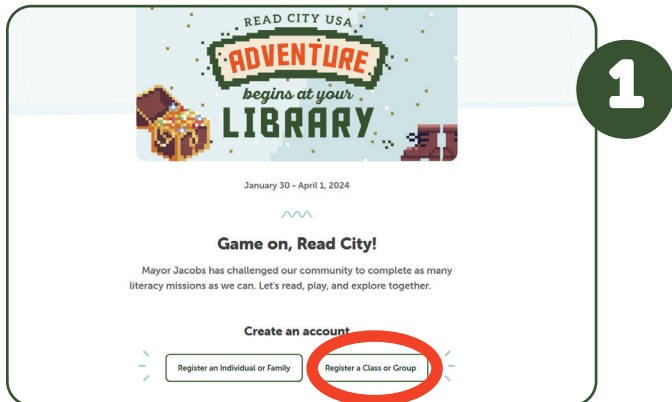 READ CITY USA
ADVENTURE
begins at your
LIBRARY
1
January 30 - April 1, 2024
Game on, Read City!
Mayor Jacobs has challenged our community to complete as many
literacy missions as we can. Let's read, play, and explore together.
Create an account
Register an Individual or Family
Register a Class or Group